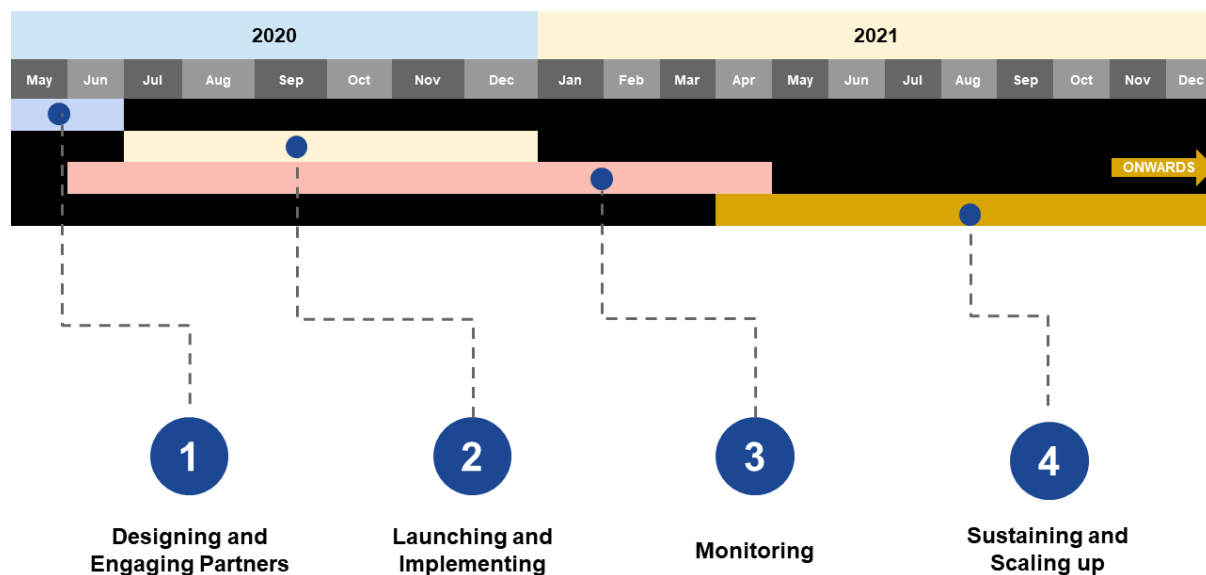 2020 2021
May Jun Jul Aug Sep Oct Nov Dec Jan Feb Mar Apr May Jun Jul Aug Sep Oct Nov Dec
ONWARDS
1 2 3 4
Designing and
Engaging Partners
Launching and
Implementing
Monitoring
Sustaining and
Scaling up